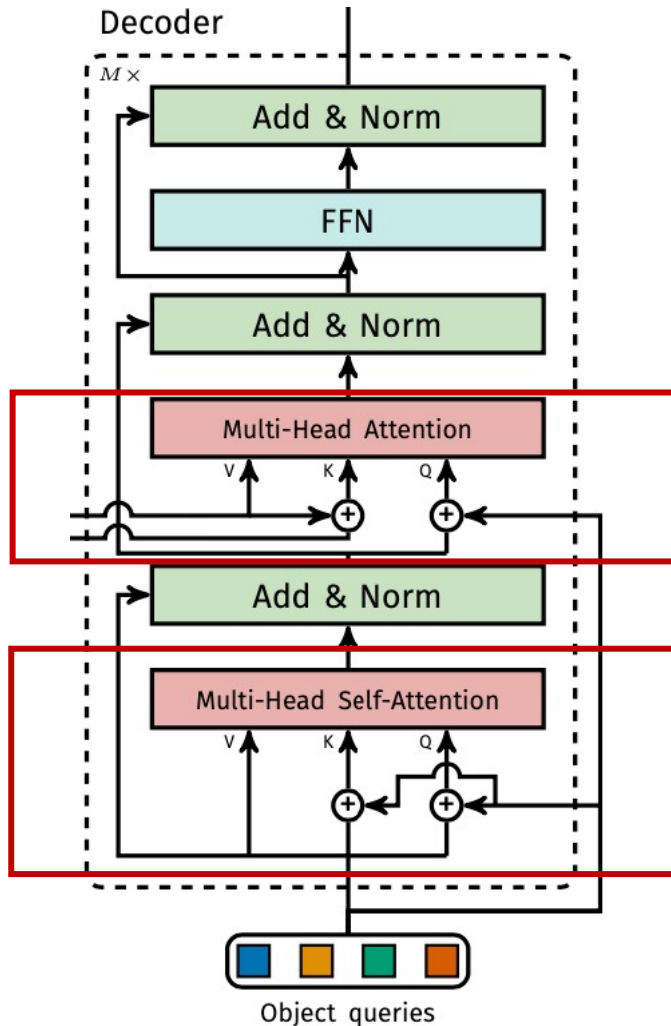 Decoder
M ×
Add & Norm
FFN
Add & Norm
Multi-Head Attention
V K Q
+ +
Add & Norm
Multi-Head Self-Attention
V K Q
+ +
Object queries